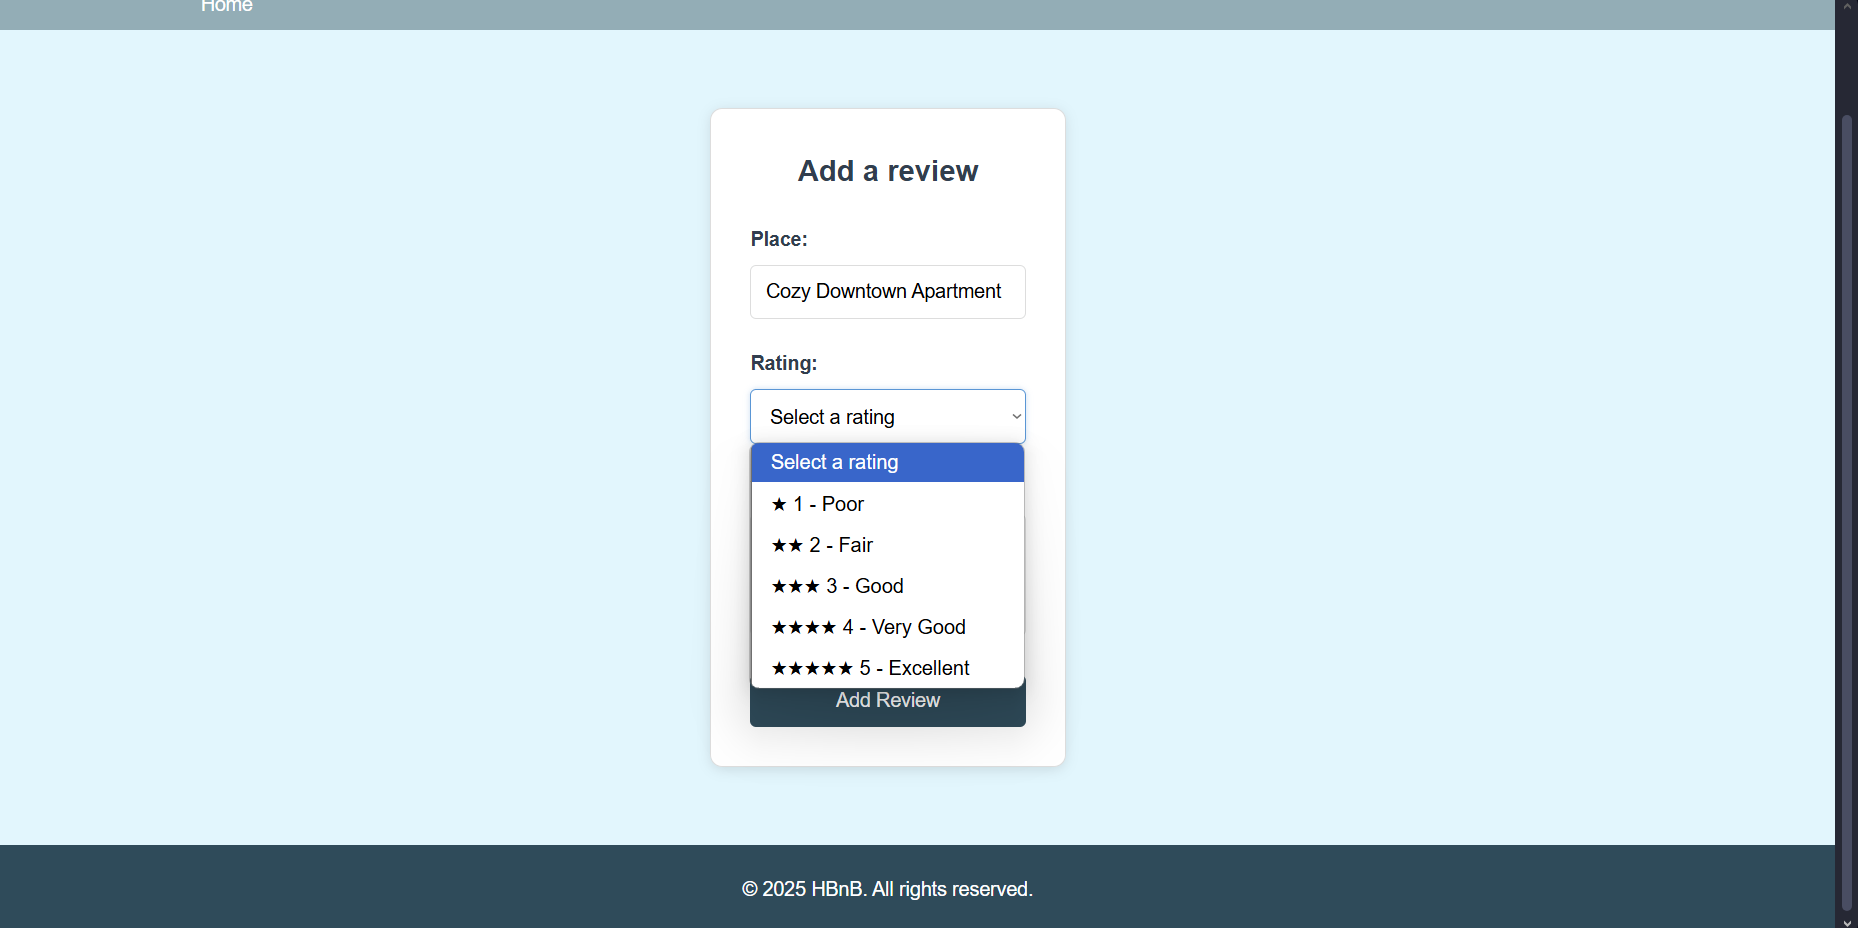 Home
Add a review
Place:
Cozy Downtown Apartment
Rating:
Select a rating
Select a rating
★ 1 - Poor
★★ 2 - Fair
★★★ 3 - Good
★★★★ 4 - Very Good
★★★★★ 5 - Excellent
Add Review
© 2025 HBnB. All rights reserved.